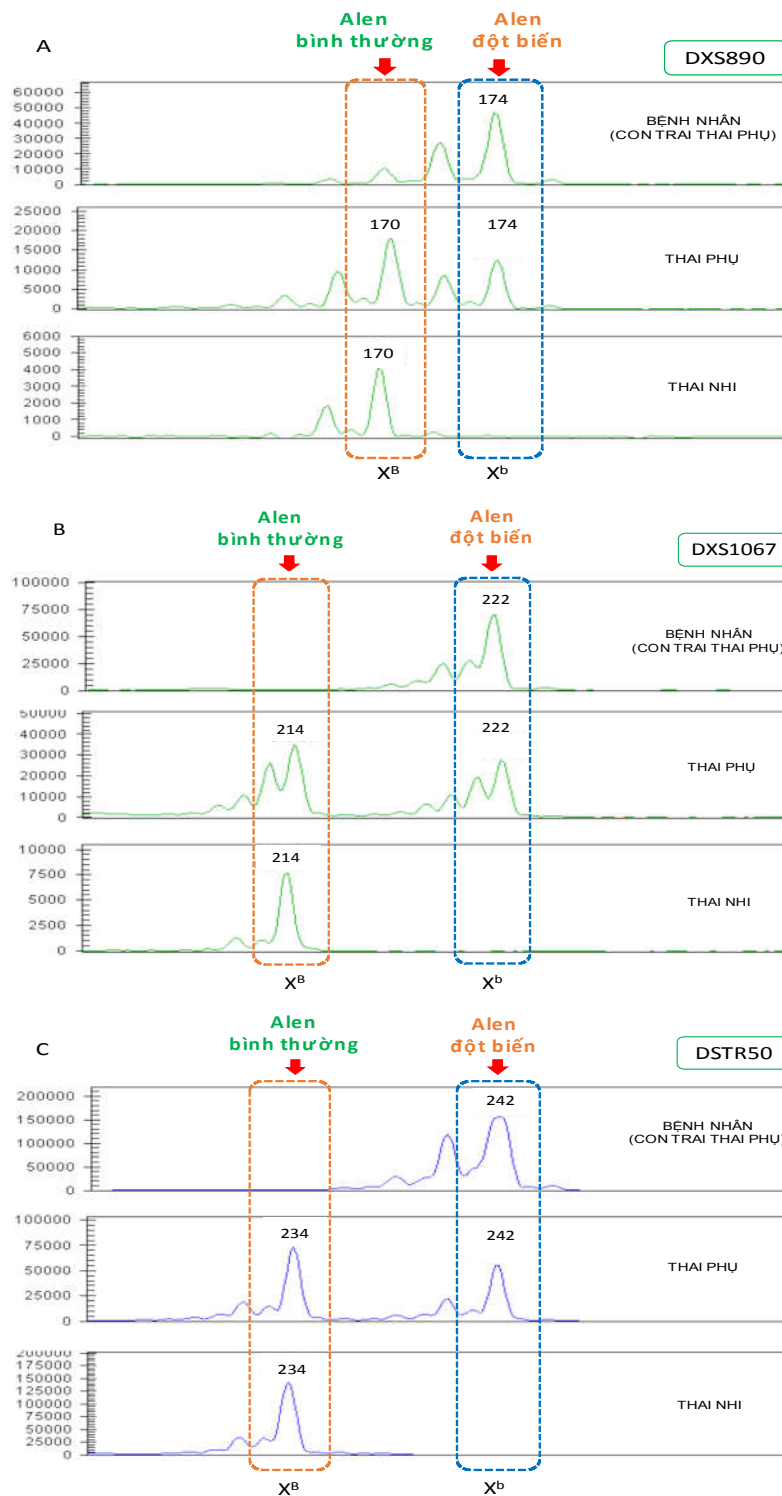 A
Alen
bình thường
Alen
đột biến
DXS890
60000
50000
40000
30000
20000
10000
0
174
BỆNH NHÂN
(CON TRAI THAI PHỤ)
25000
20000
15000
10000
5000
0
170
174
THAI PHỤ
6000
5000
4000
3000
2000
1000
0
170
THAI NHI
Xᴮ
Xᵇ
B
Alen
bình thường
Alen
đột biến
DXS1067
100000
75000
50000
25000
0
222
BỆNH NHÂN
(CON TRAI THAI PHỤ)
50000
40000
30000
20000
10000
0
214
222
THAI PHỤ
10000
7500
5000
2500
0
214
THAI NHI
Xᴮ
Xᵇ
C
Alen
bình thường
Alen
đột biến
DSTR50
200000
150000
100000
50000
0
242
BỆNH NHÂN
(CON TRAI THAI PHỤ)
100000
75000
50000
25000
0
234
242
THAI PHỤ
200000
175000
150000
125000
100000
75000
50000
25000
0
234
THAI NHI
Xᴮ
Xᵇ